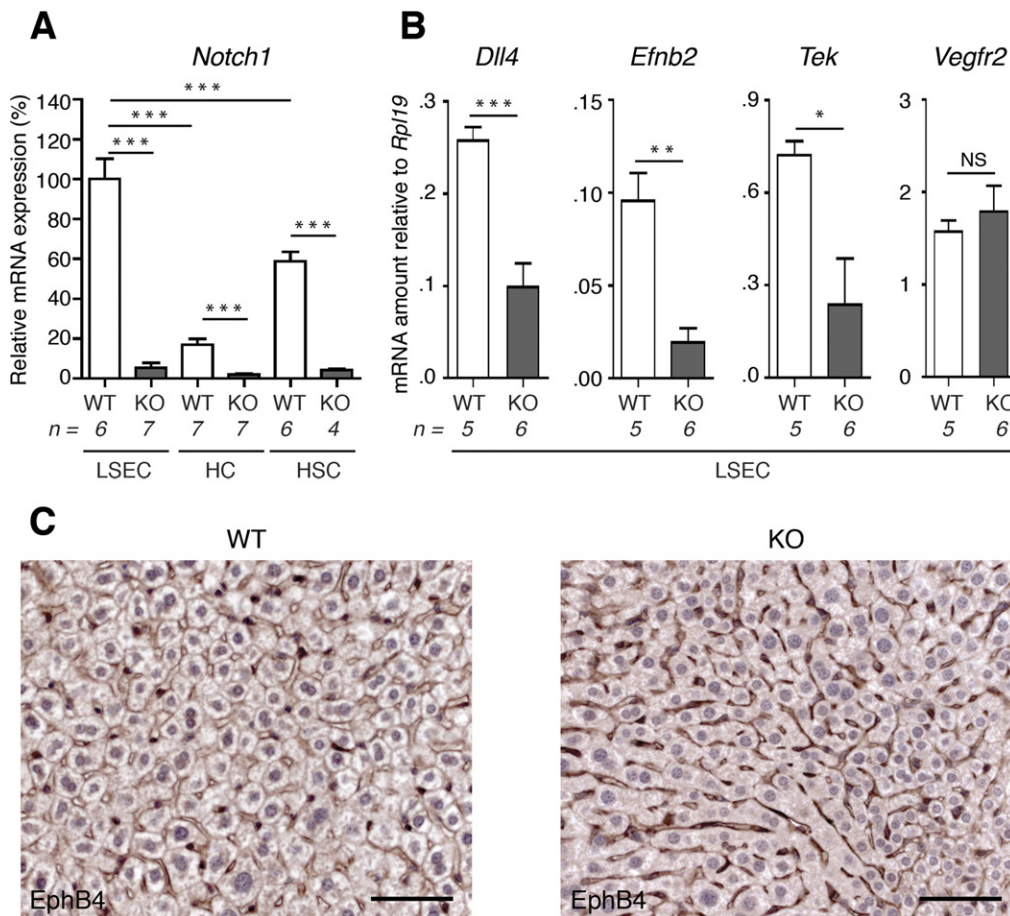 A
B
Notch1
Dll4
Efnb2
Tek
Vegfr2
Relative mRNA expression (%)
140
120
100
80
60
40
20
0
***
***
***
***
***
WT KO WT KO WT KO
n = 6 7 7 7 6 4
LSEC HC HSC
mRNA amount relative to Rpl19
.3
.2
.1
.0
***
.15
.10
.05
.00
**
.9
.6
.3
.0
*
3
2
1
0
NS
WT KO WT KO WT KO WT KO
n = 5 6 5 6 5 6 5 6
LSEC
C
WT
KO
EphB4
EphB4